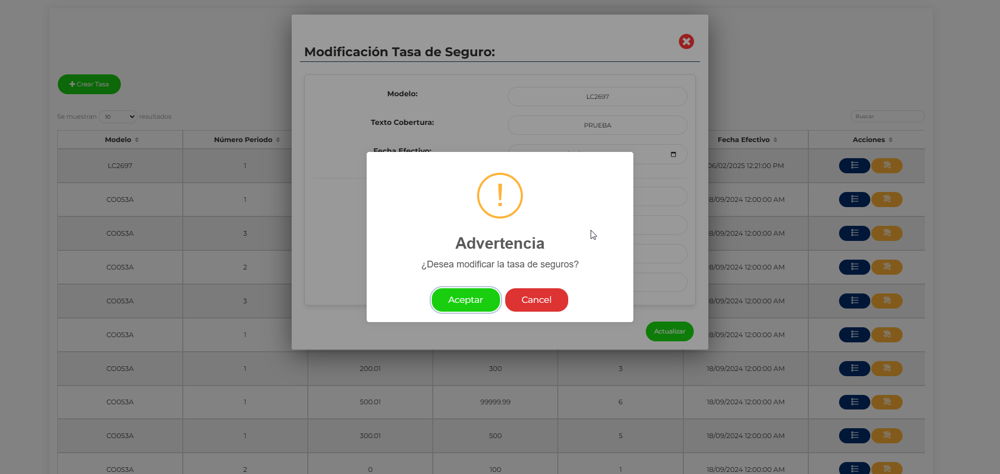 Modificación Tasa de Seguro:
Crear Tasa
Modelo:
LC2697
Se muestran 10 resultados
Buscar
Texto Cobertura:
PRUEBA
Modelo
Número Periodo
Fecha Efectivo
Acciones
Fecha Efectivo:
LC2697
1
06/02/2025 12:21:00 PM
CO053A
1
8/09/2024 12:00:00 AM
CO053A
3
8/09/2024 12:00:00 AM
Advertencia
¿Desea modificar la tasa de seguros?
CO053A
2
8/09/2024 12:00:00 AM
Aceptar
Cancel
CO053A
3
8/09/2024 12:00:00 AM
Actualizar
CO053A
1
8/09/2024 12:00:00 AM
CO053A
1
200.01
300
3
18/09/2024 12:00:00 AM
CO053A
1
500.01
99999.99
6
18/09/2024 12:00:00 AM
CO053A
1
300.01
500
5
18/09/2024 12:00:00 AM
CO053A
2
0
100
1
18/09/2024 12:00:00 AM